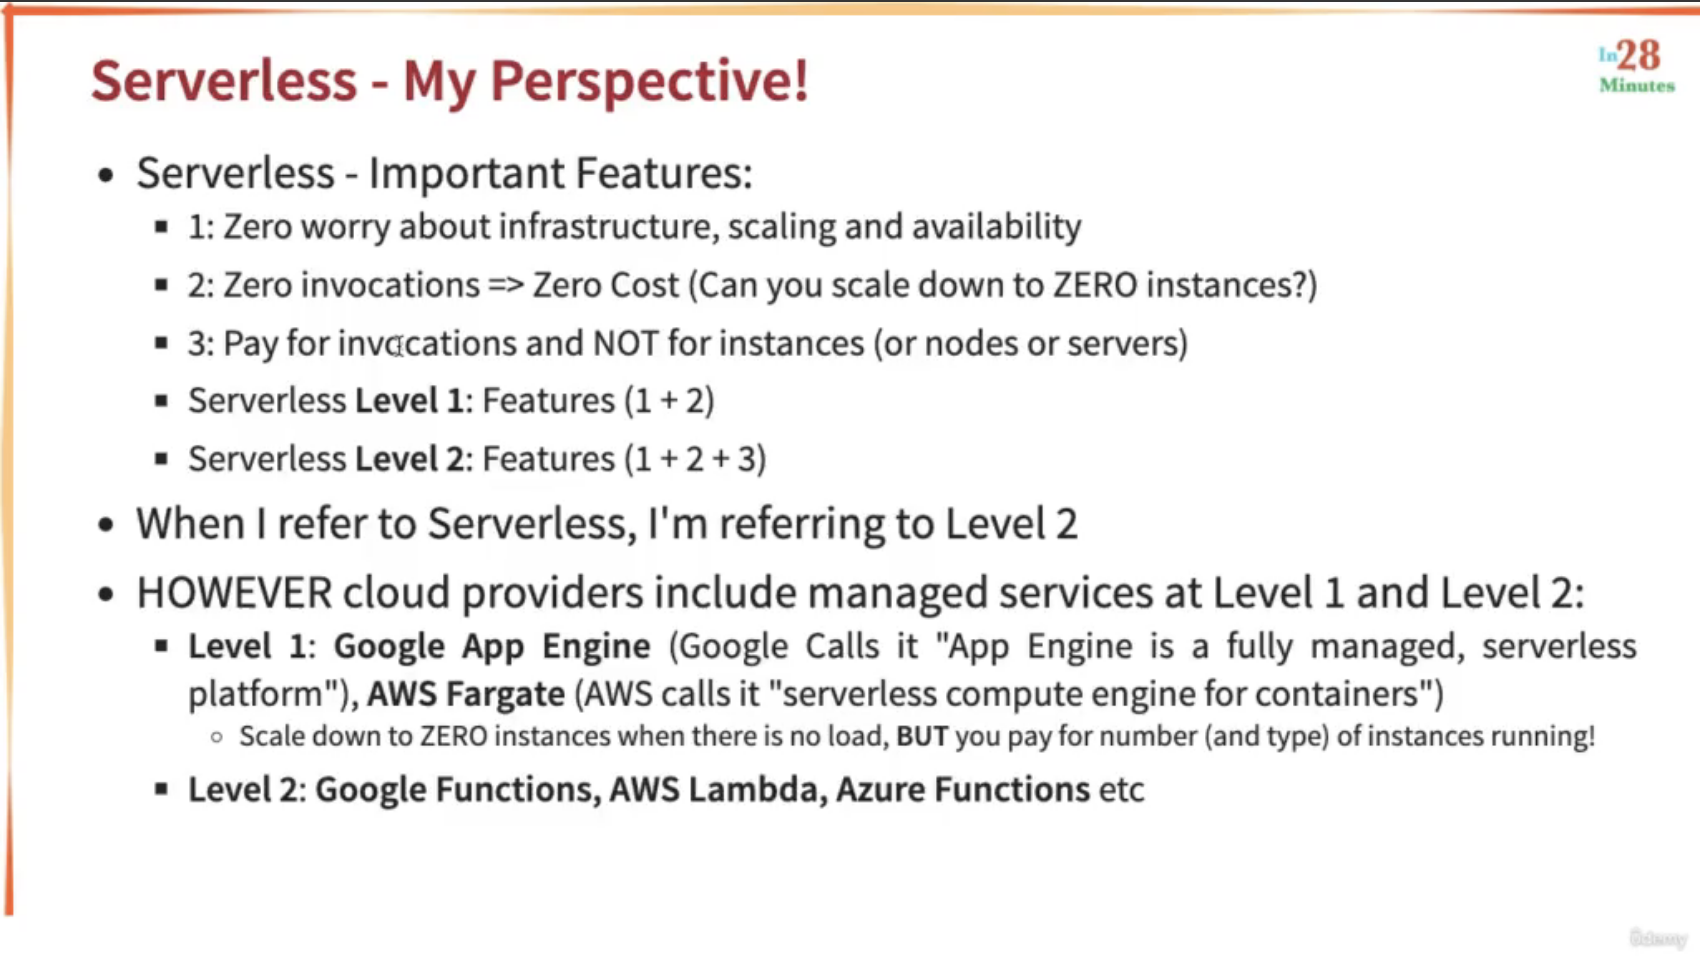 Serverless - My Perspective!
In28
Minutes
• Serverless - Important Features:
▪ 1: Zero worry about infrastructure, scaling and availability
▪ 2: Zero invocations => Zero Cost (Can you scale down to ZERO instances?)
▪ 3: Pay for invocations and NOT for instances (or nodes or servers)
▪ Serverless Level 1: Features (1 + 2)
▪ Serverless Level 2: Features (1 + 2 + 3)
• When I refer to Serverless, I'm referring to Level 2
• HOWEVER cloud providers include managed services at Level 1 and Level 2:
▪ Level 1: Google App Engine (Google Calls it "App Engine is a fully managed, serverless
platform"), AWS Fargate (AWS calls it "serverless compute engine for containers")
○ Scale down to ZERO instances when there is no load, BUT you pay for number (and type) of instances running!
▪ Level 2: Google Functions, AWS Lambda, Azure Functions etc
Udemy